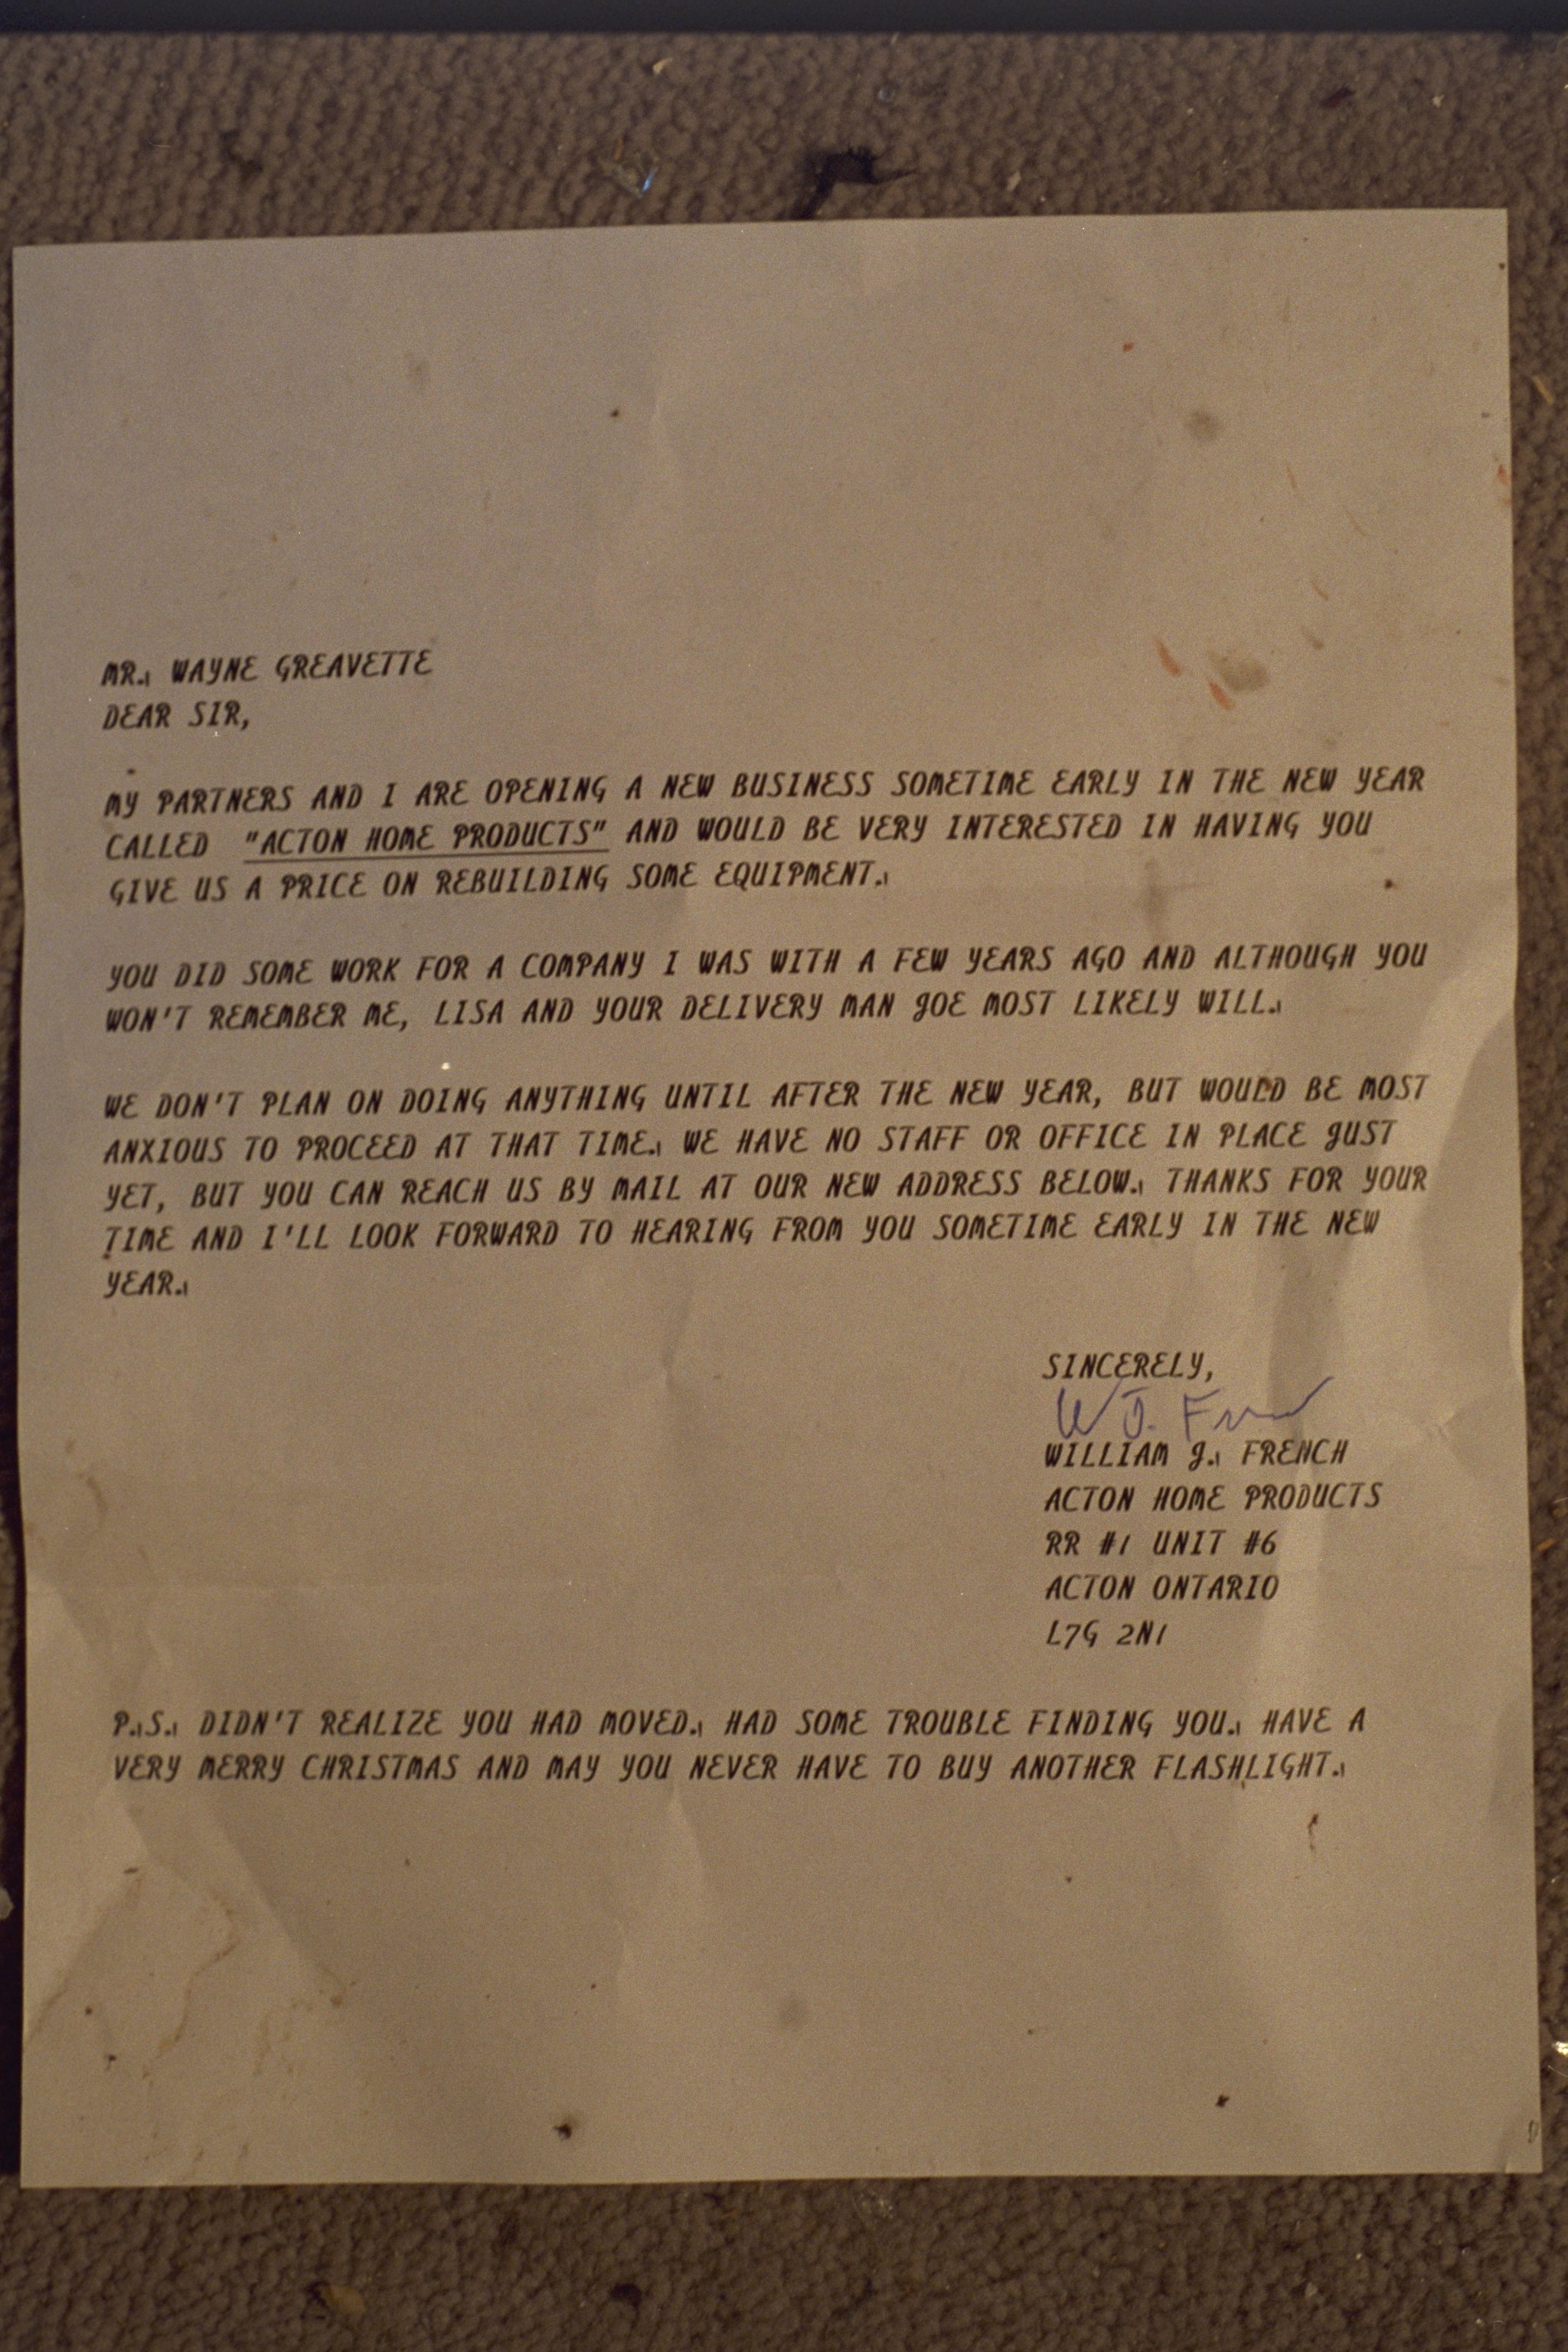 MR. WAYNE GREAVETTE
DEAR SIR,
MY PARTNERS AND I ARE OPENING A NEW BUSINESS SOMETIME EARLY IN THE NEW YEAR
CALLED "ACTON HOME PRODUCTS" AND WOULD BE VERY INTERESTED IN HAVING YOU
GIVE US A PRICE ON REBUILDING SOME EQUIPMENT.
YOU DID SOME WORK FOR A COMPANY I WAS WITH A FEW YEARS AGO AND ALTHOUGH YOU
WON'T REMEMBER ME, LISA AND YOUR DELIVERY MAN JOE MOST LIKELY WILL.
WE DON'T PLAN ON DOING ANYTHING UNTIL AFTER THE NEW YEAR, BUT WOULD BE MOST
ANXIOUS TO PROCEED AT THAT TIME. WE HAVE NO STAFF OR OFFICE IN PLACE JUST
YET, BUT YOU CAN REACH US BY MAIL AT OUR NEW ADDRESS BELOW. THANKS FOR YOUR
TIME AND I'LL LOOK FORWARD TO HEARING FROM YOU SOMETIME EARLY IN THE NEW
YEAR.
SINCERELY,
W J.
WILLIAM J. FRENCH
ACTON HOME PRODUCTS
RR #1 UNIT #6
ACTON ONTARIO
L7G 2N1
P.S. DIDN'T REALIZE YOU HAD MOVED. HAD SOME TROUBLE FINDING YOU. HAVE A
VERY MERRY CHRISTMAS AND MAY YOU NEVER HAVE TO BUY ANOTHER FLASHLIGHT.